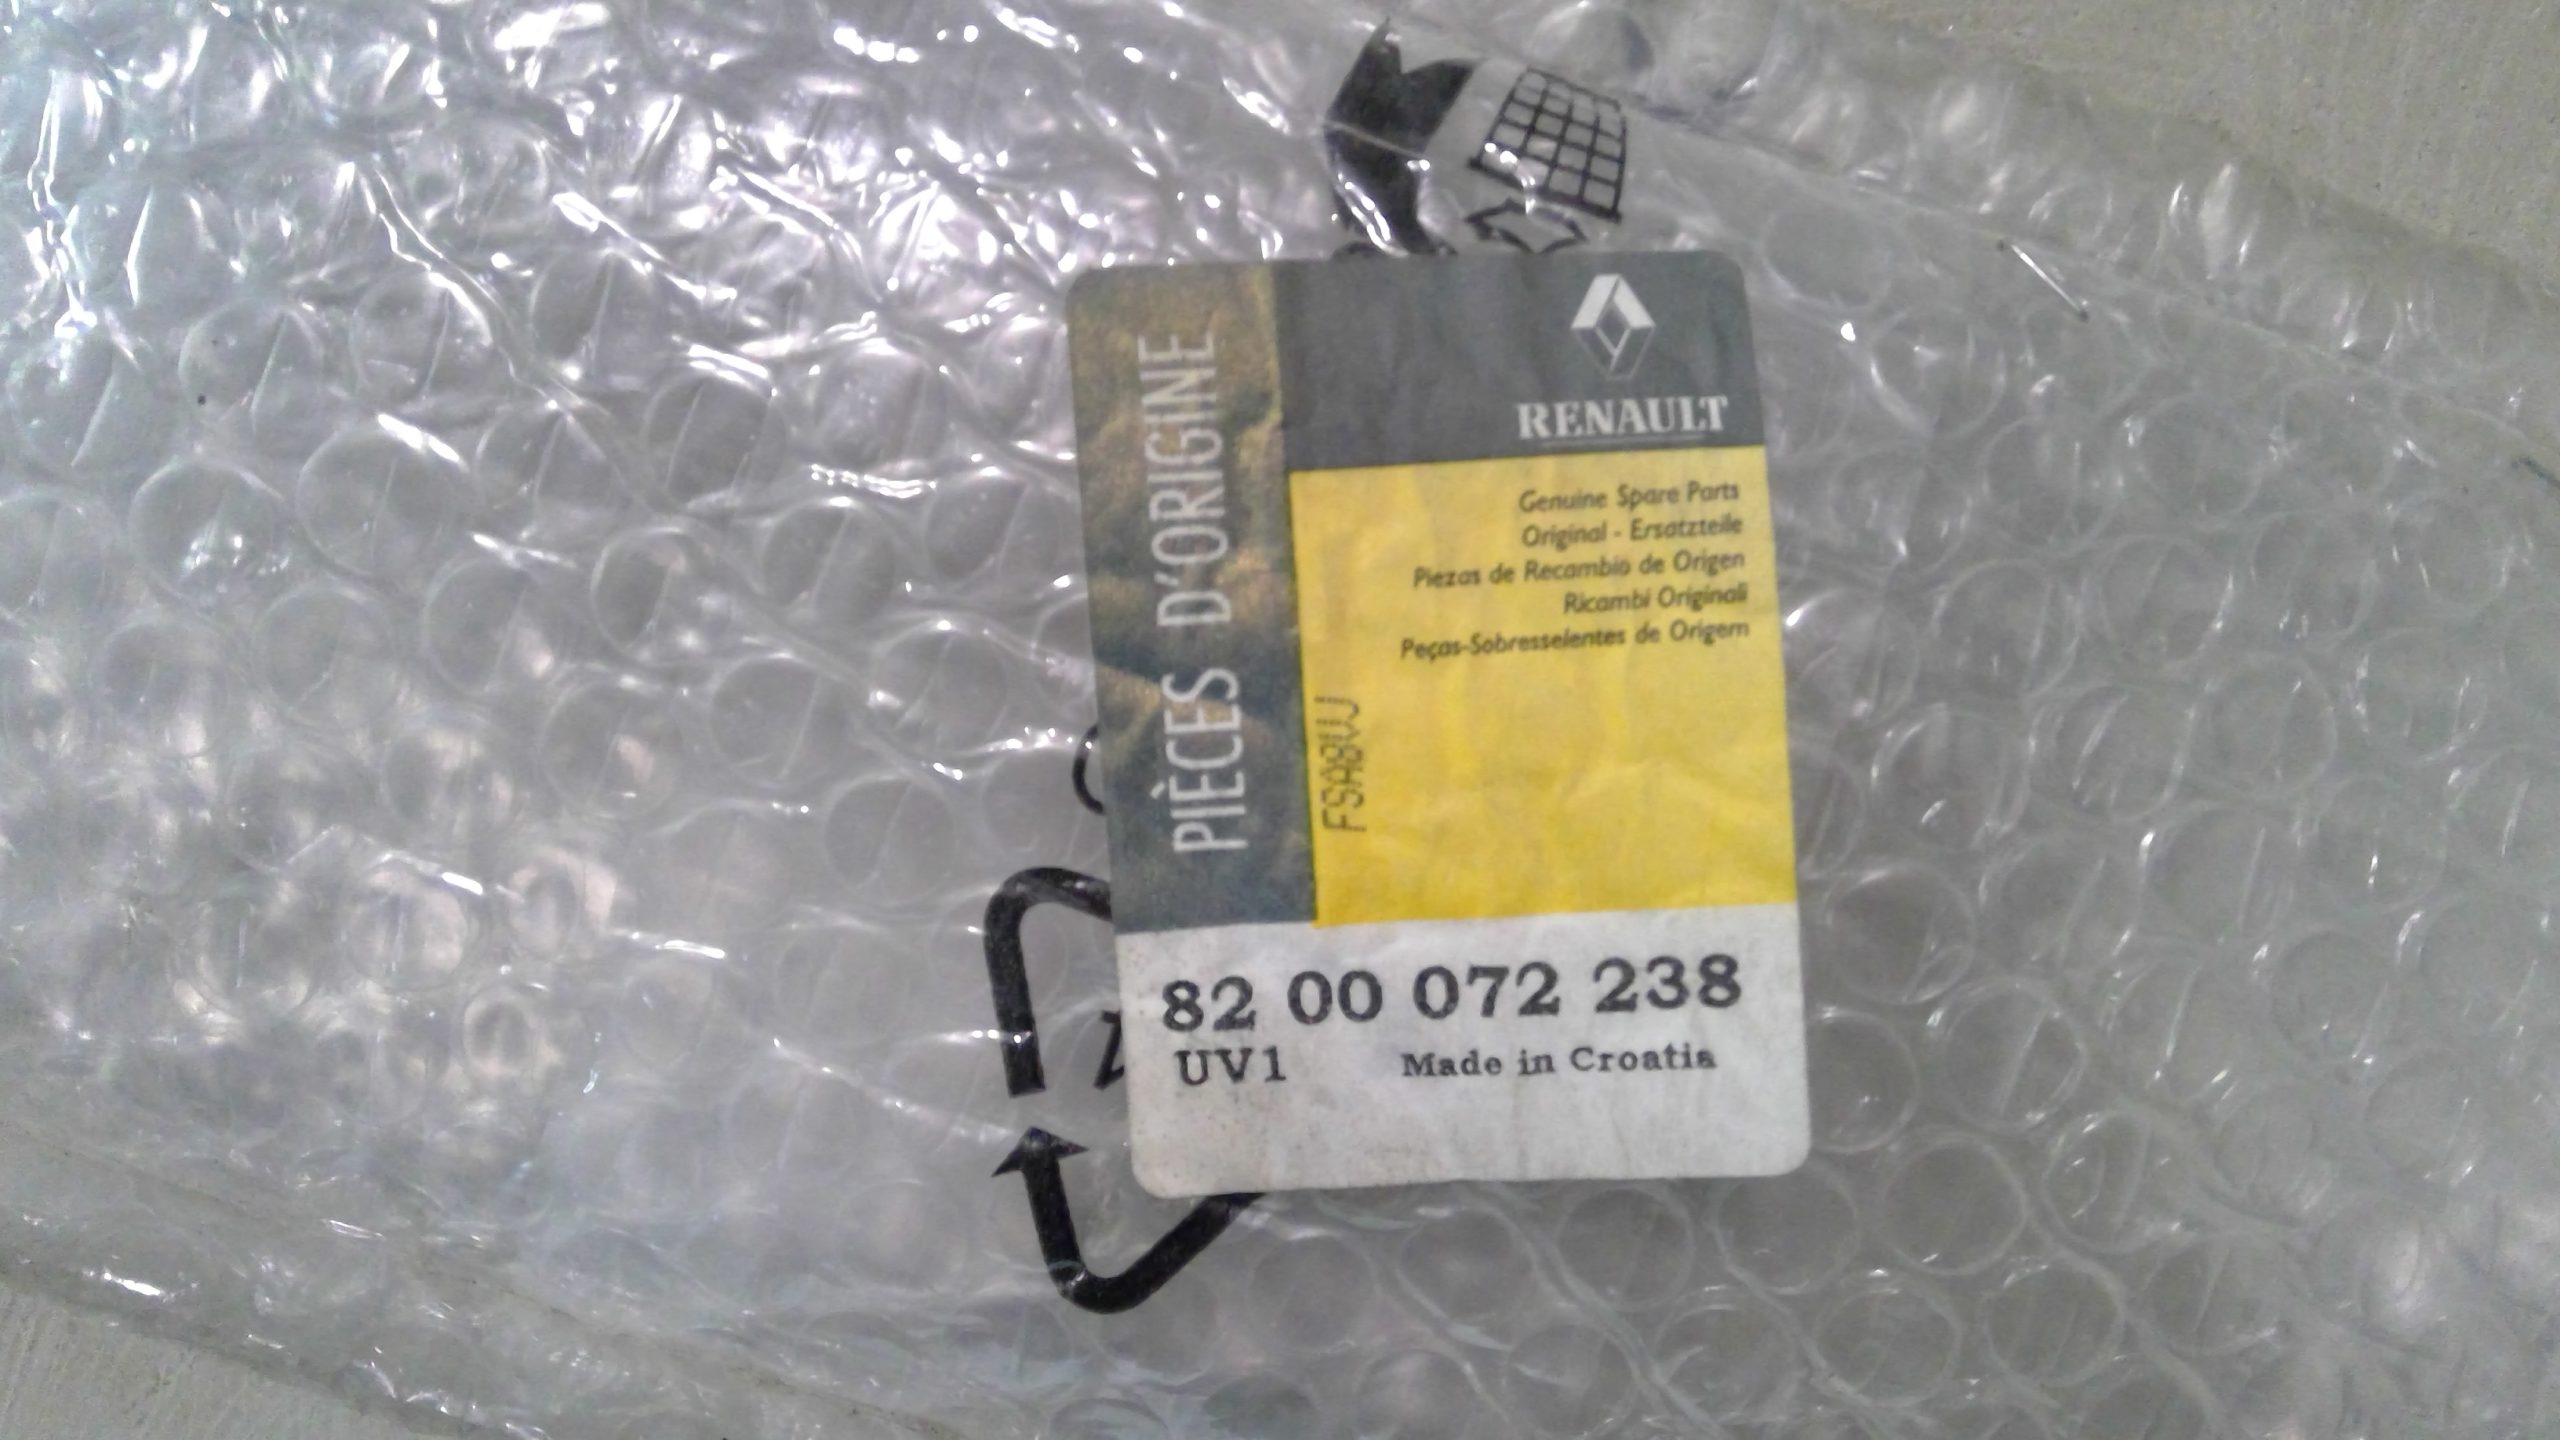 RENAULT
PIÈCES D'ORIGINE
Genuine Spare Parts
Original - Ersatzteile
Piezas de Recambio de Origen
Ricambi Originali
Peças-Sobresselentes de Origem
FSA8VJ
82 00 072 238
UV1 Made in Croatia